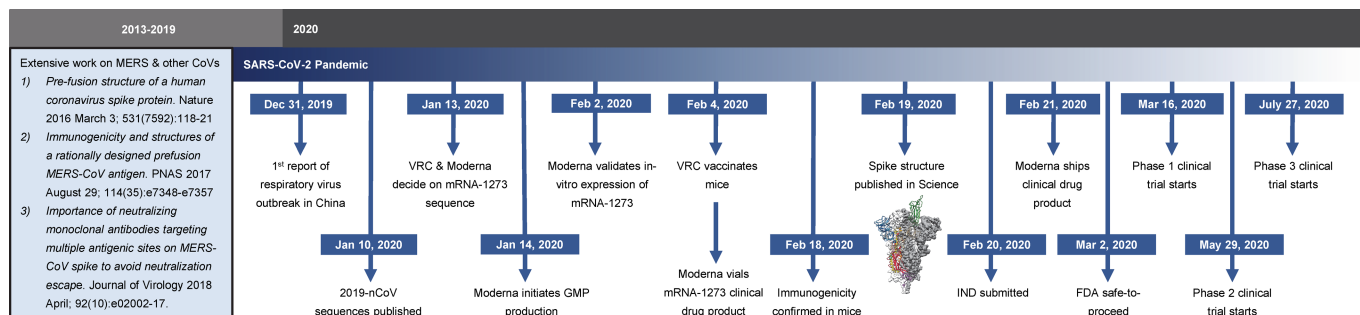 2013-2019
2020
Extensive work on MERS & other CoVs
1) Pre-fusion structure of a human
coronavirus spike protein. Nature
2016 March 3; 531(7592):118-21
2) Immunogenicity and structures of
a rationally designed prefusion
MERS-CoV antigen. PNAS 2017
August 29; 114(35):e7348-e7357
3) Importance of neutralizing
monoclonal antibodies targeting
multiple antigenic sites on MERS-
CoV spike to avoid neutralization
escape. Journal of Virology 2018
April; 92(10):e02002-17.
SARS-CoV-2 Pandemic
Dec 31, 2019
1st report of
respiratory virus
outbreak in China
Jan 10, 2020
2019-nCoV
sequences published
Jan 13, 2020
VRC & Moderna
decide on mRNA-1273
sequence
Jan 14, 2020
Moderna initiates GMP
production
Feb 2, 2020
Moderna validates in-
vitro expression of
mRNA-1273
Feb 4, 2020
VRC vaccinates
mice
Moderna vials
mRNA-1273 clinical
drug product
Feb 18, 2020
Immunogenicity
confirmed in mice
Feb 19, 2020
Spike structure
published in Science
Feb 20, 2020
IND submitted
Feb 21, 2020
Moderna ships
clinical drug
product
Mar 2, 2020
FDA safe-to-
proceed
Mar 16, 2020
Phase 1 clinical
trial starts
May 29, 2020
Phase 2 clinical
trial starts
July 27, 2020
Phase 3 clinical
trial starts